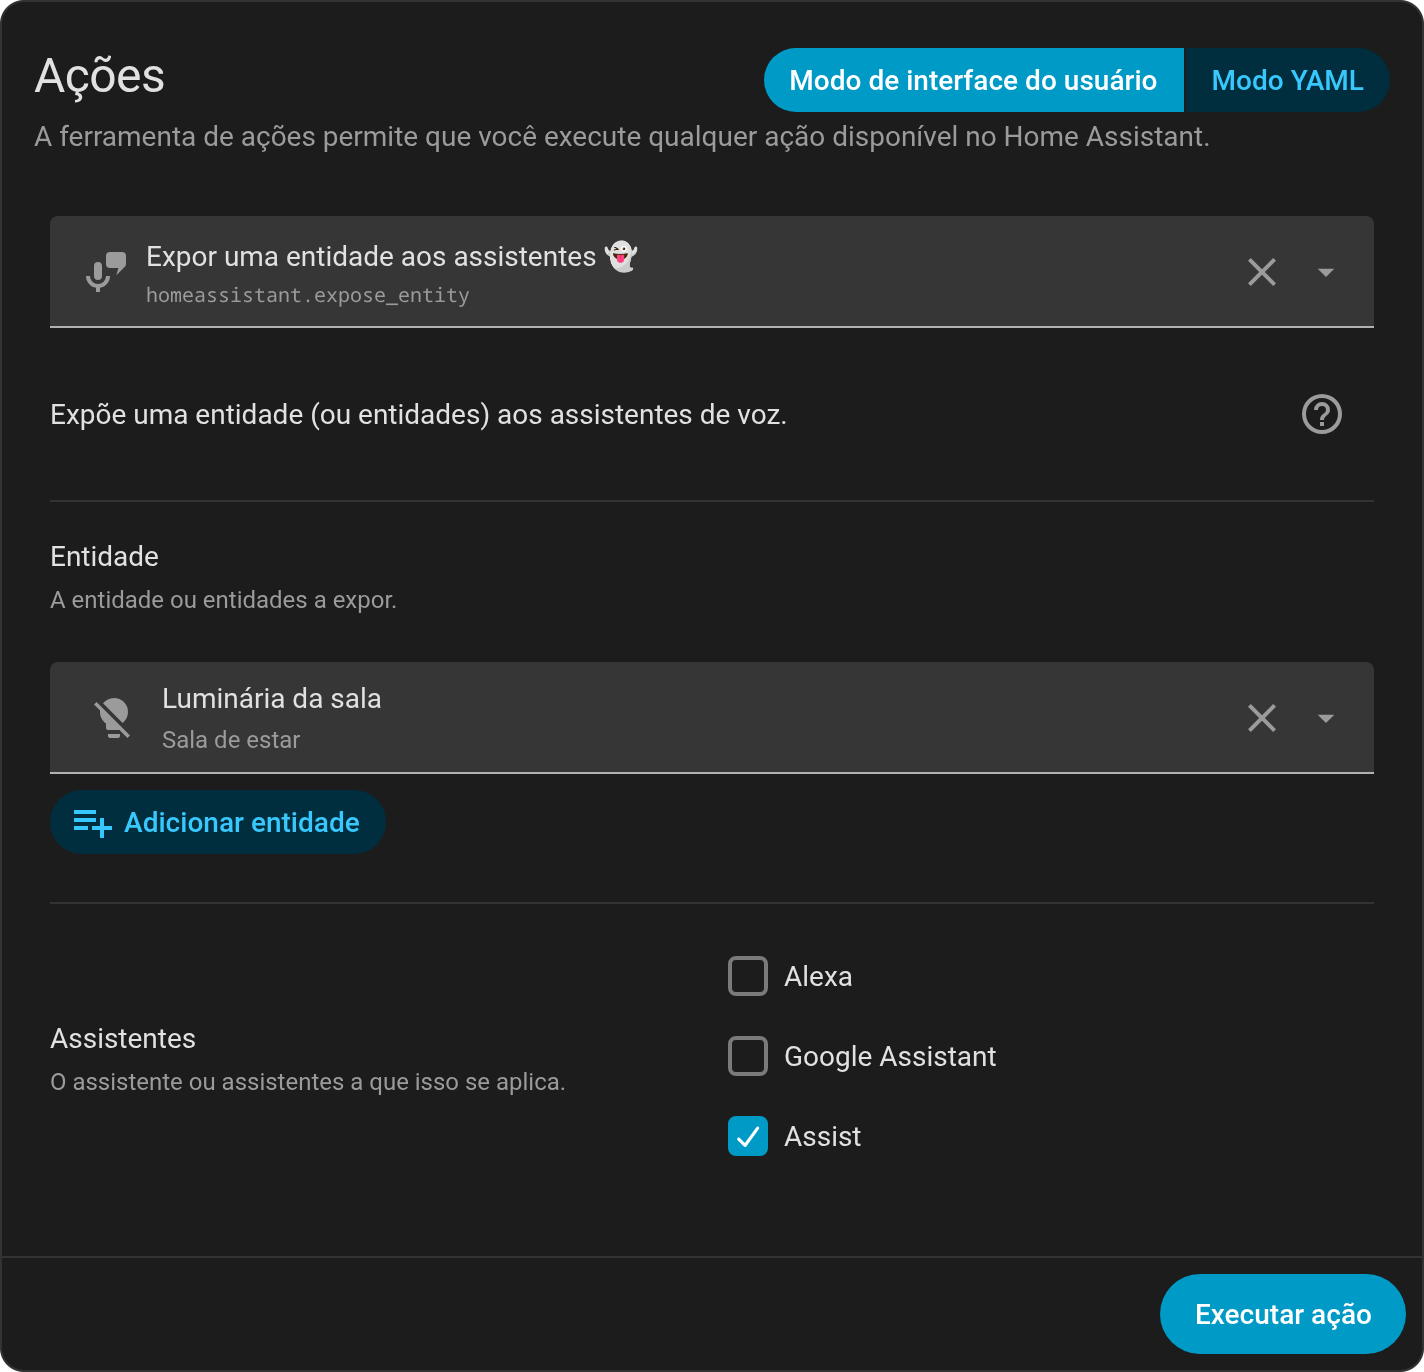 Ações
Modo de interface do usuário
Modo YAML
A ferramenta de ações permite que você execute qualquer ação disponível no Home Assistant.
Expor uma entidade aos assistentes 👻
homeassistant.expose_entity
Expõe uma entidade (ou entidades) aos assistentes de voz.
Entidade
A entidade ou entidades a expor.
Luminária da sala
Sala de estar
Adicionar entidade
Assistentes
O assistente ou assistentes a que isso se aplica.
Alexa
Google Assistant
Assist
Executar ação